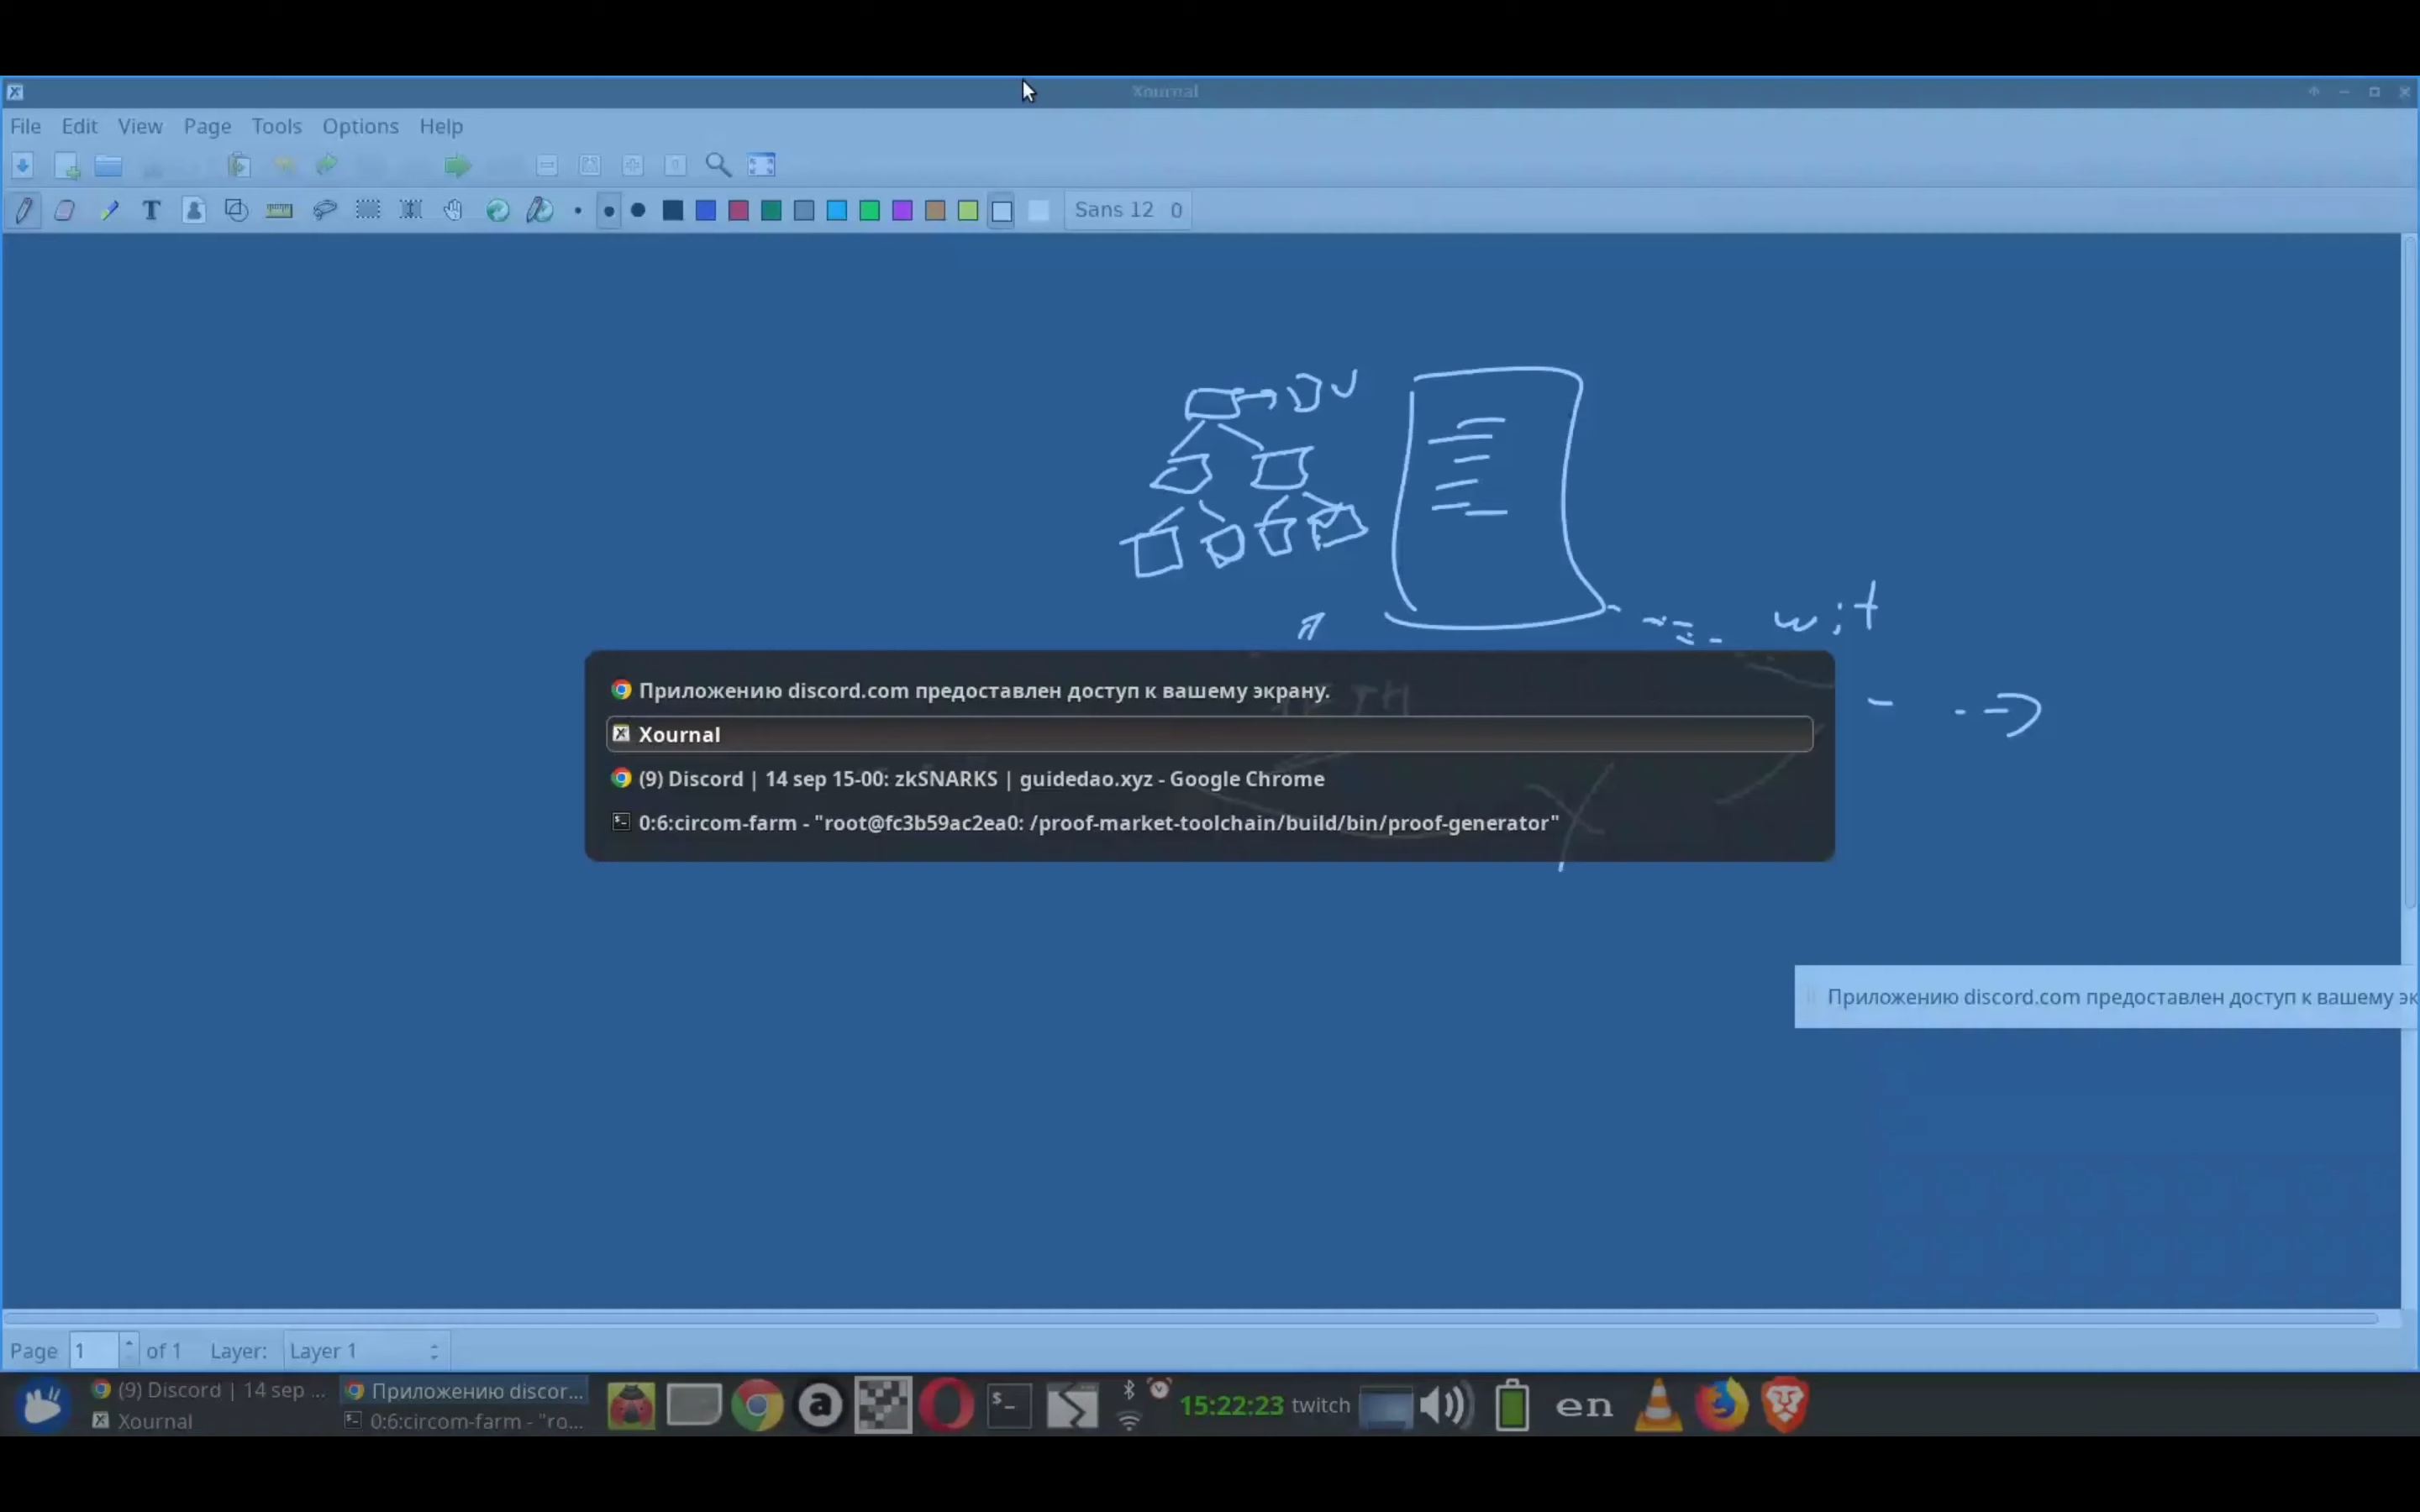 Xournal
File Edit View Page Tools Options Help
Sans 12 0
wit
Приложению discord.com предоставлен доступ к вашему экрану.
Xournal
(9) Discord | 14 sep 15-00: zkSNARKS | guidedao.xyz - Google Chrome
0:6:circom-farm - "root@fc3b59ac2ea0: /proof-market-toolchain/build/bin/proof-generator"
Приложению discord.com предоставлен доступ к вашему эк
Page 1 of 1 Layer: Layer 1
(9) Discord | 14 sep ... Приложению discor...
Xournal 0:6:circom-farm - "ro...
15:22:23 twitch en